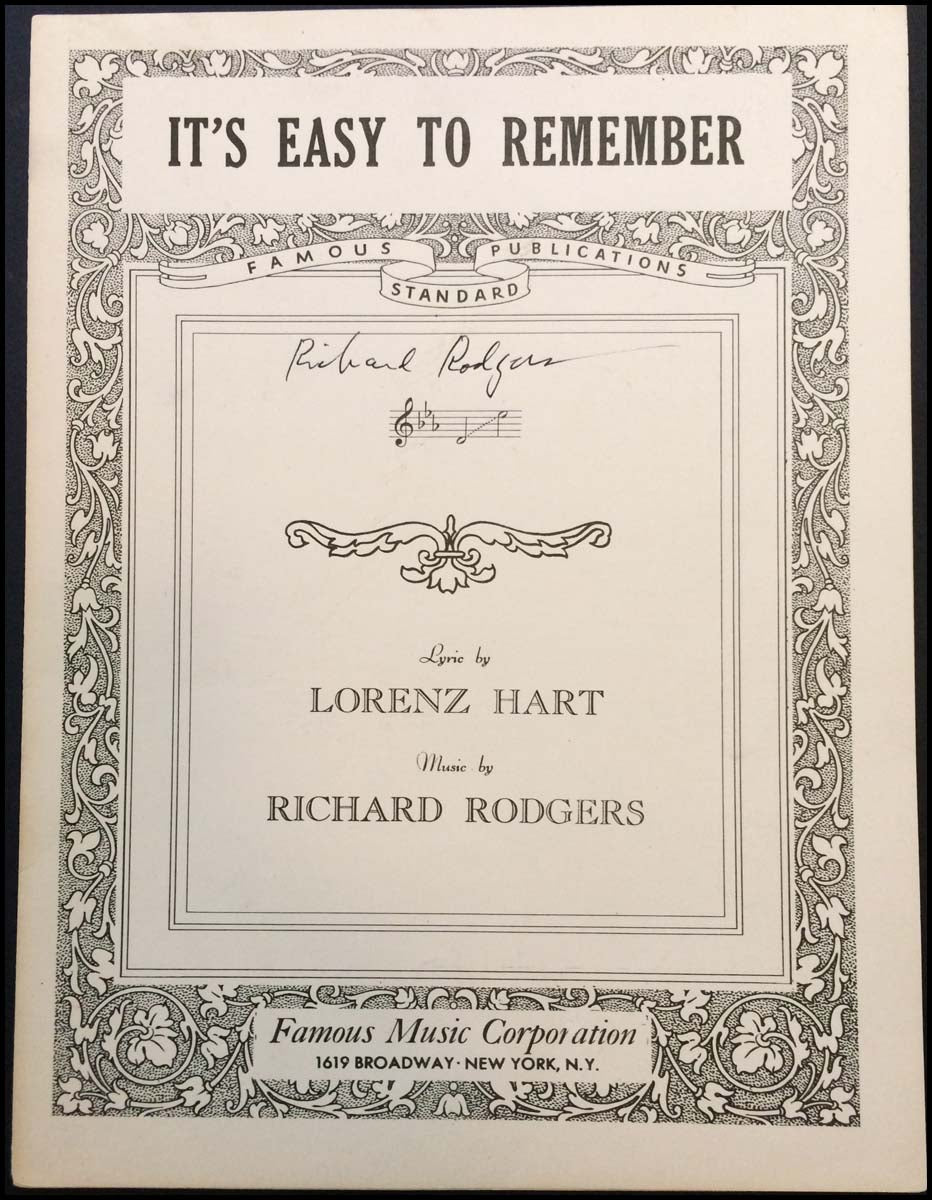 IT'S EASY TO REMEMBER
FAMOUS STANDARD PUBLICATIONS
Richard Rodgers
Lyric by
LORENZ HART
Music by
RICHARD RODGERS
Famous Music Corporation
1619 BROADWAY · NEW YORK, N.Y.